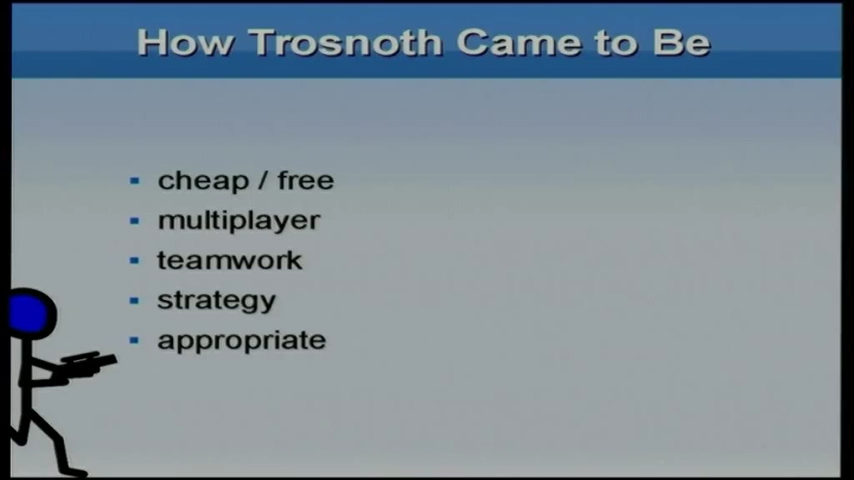 How Trosnoth Came to Be
cheap / free
multiplayer
teamwork
strategy
appropriate